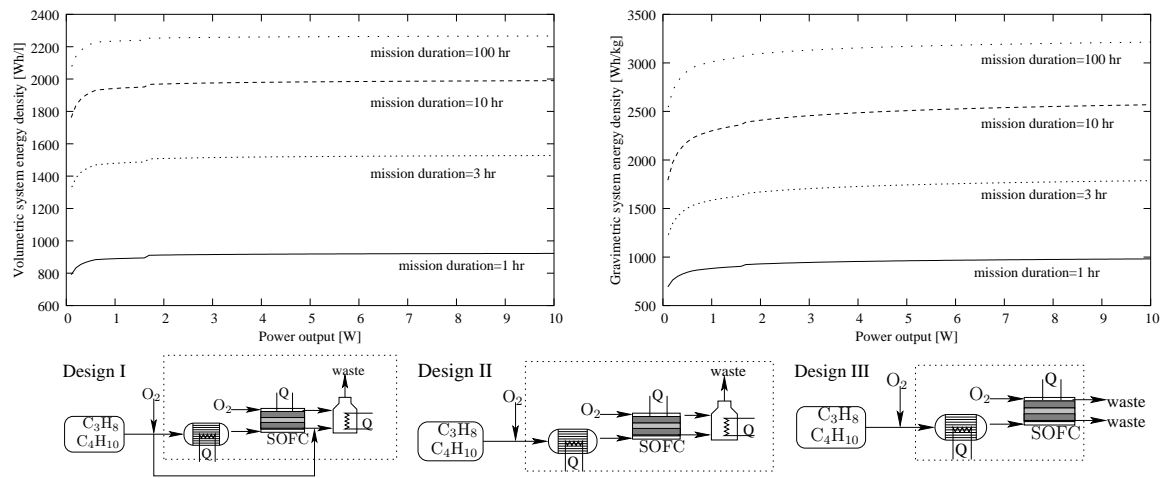 Volumetric system energy density [Wh/l]
2400
2200
2000
1800
1600
1400
1200
1000
800
600
mission duration=100 hr
mission duration=10 hr
mission duration=3 hr
mission duration=1 hr
0 1 2 3 4 5 6 7 8 9 10
Power output [W]
Gravimetric system energy density [Wh/kg]
3500
3000
2500
2000
1500
1000
500
mission duration=100 hr
mission duration=10 hr
mission duration=3 hr
mission duration=1 hr
0 1 2 3 4 5 6 7 8 9 10
Power output [W]
Design I
O₂
C₃H₈
C₄H₁₀
Q
O₂
Q
SOFC
waste
Q
Design II
O₂
C₃H₈
C₄H₁₀
Q
O₂
Q
SOFC
waste
Q
Design III
O₂
C₃H₈
C₄H₁₀
Q
O₂
Q
SOFC
waste
waste